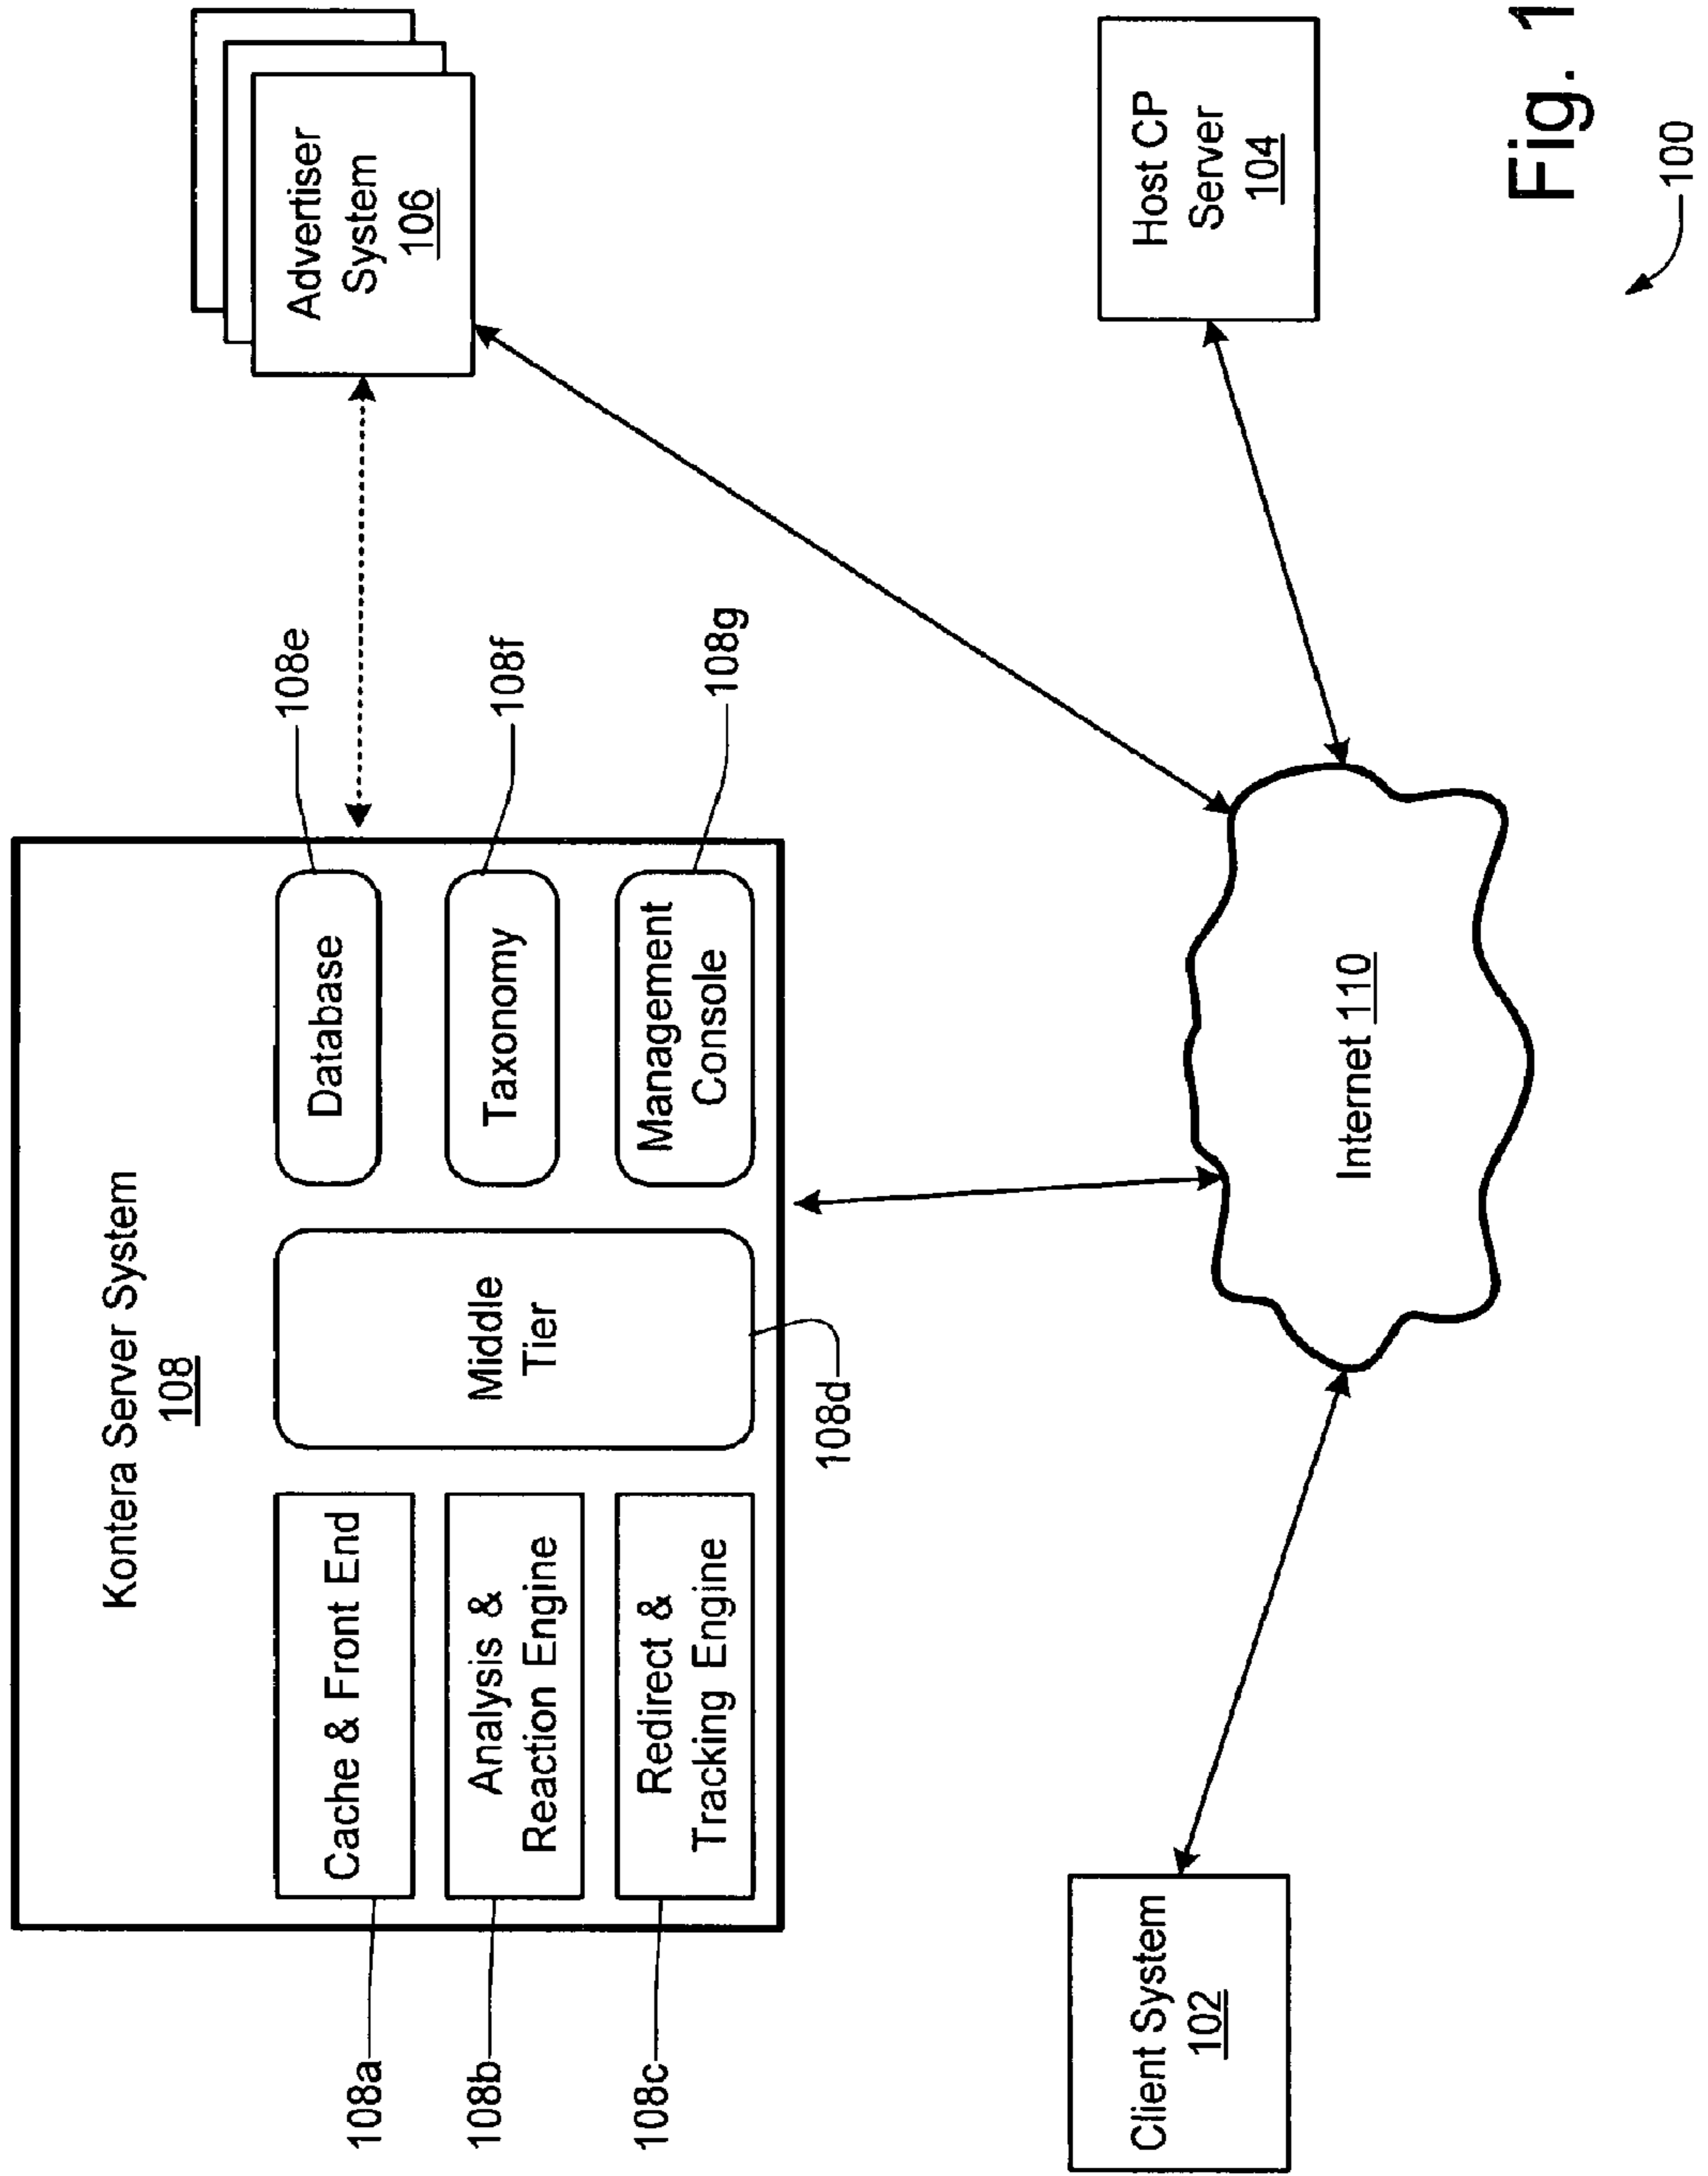 Kontera Server System
108
108a
Cache & Front End
108b
Analysis &
Reaction Engine
108c
Redirect &
Tracking Engine
Middle
Tier
108d
Database
108e
Taxonomy
108f
Management
Console
108g
Advertiser
System
106
Client System
102
Internet 110
Host CP
Server
104
Fig. 1
100